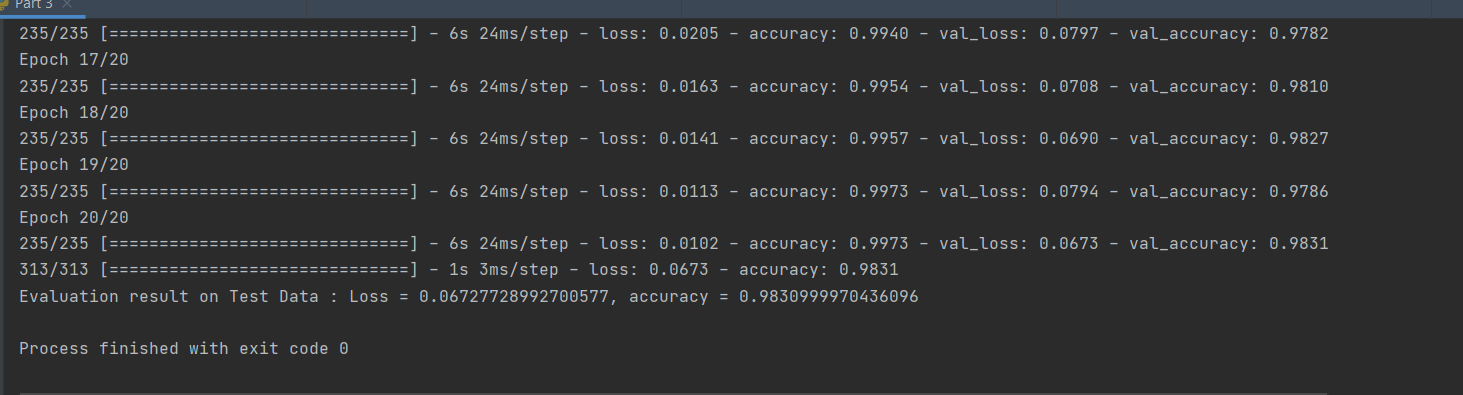 Part 3
235/235 [==============================] - 6s 24ms/step - loss: 0.0205 - accuracy: 0.9940 - val_loss: 0.0797 - val_accuracy: 0.9782
Epoch 17/20
235/235 [==============================] - 6s 24ms/step - loss: 0.0163 - accuracy: 0.9954 - val_loss: 0.0708 - val_accuracy: 0.9810
Epoch 18/20
235/235 [==============================] - 6s 24ms/step - loss: 0.0141 - accuracy: 0.9957 - val_loss: 0.0690 - val_accuracy: 0.9827
Epoch 19/20
235/235 [==============================] - 6s 24ms/step - loss: 0.0113 - accuracy: 0.9973 - val_loss: 0.0794 - val_accuracy: 0.9786
Epoch 20/20
235/235 [==============================] - 6s 24ms/step - loss: 0.0102 - accuracy: 0.9973 - val_loss: 0.0673 - val_accuracy: 0.9831
313/313 [==============================] - 1s 3ms/step - loss: 0.0673 - accuracy: 0.9831
Evaluation result on Test Data : Loss = 0.06727728992700577, accuracy = 0.9830999970436096
Process finished with exit code 0